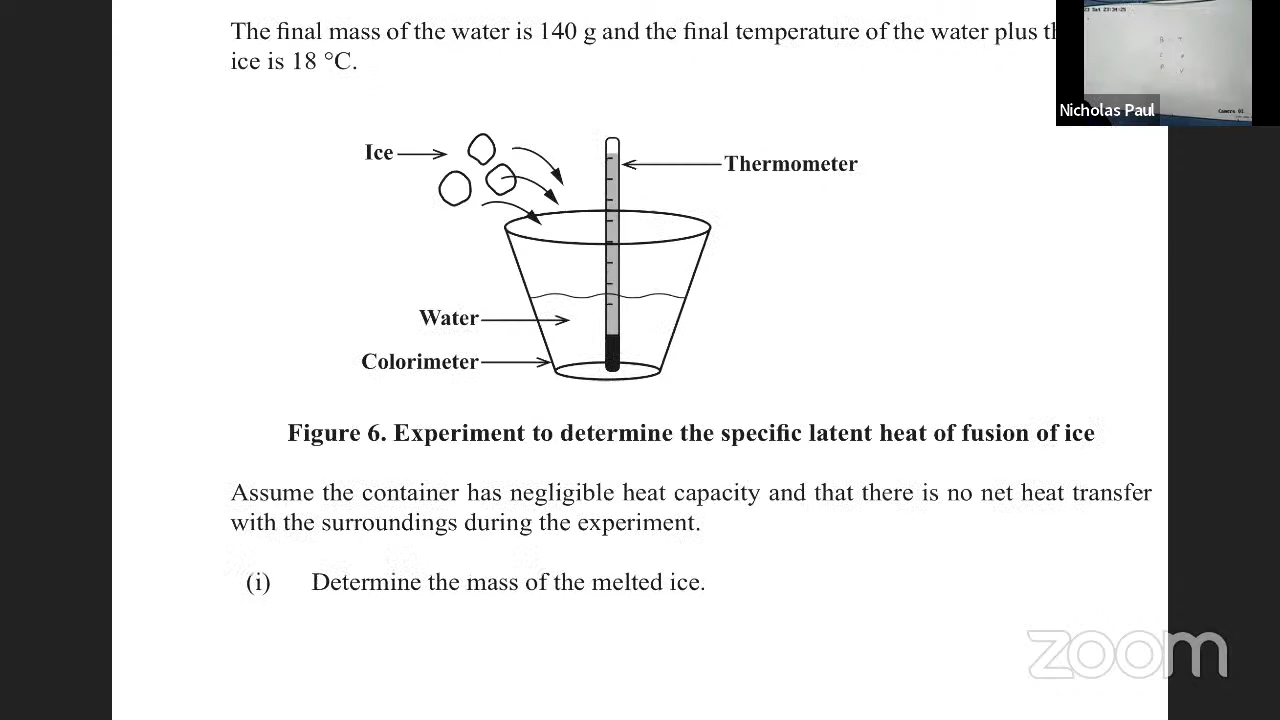 The final mass of the water is 140 g and the final temperature of the water plus
ice is 18 °C.
Nicholas Paul
Ice
Thermometer
Water
Colorimeter
Figure 6. Experiment to determine the specific latent heat of fusion of ice
Assume the container has negligible heat capacity and that there is no net heat transfer
with the surroundings during the experiment.
(i) Determine the mass of the melted ice.
zoom